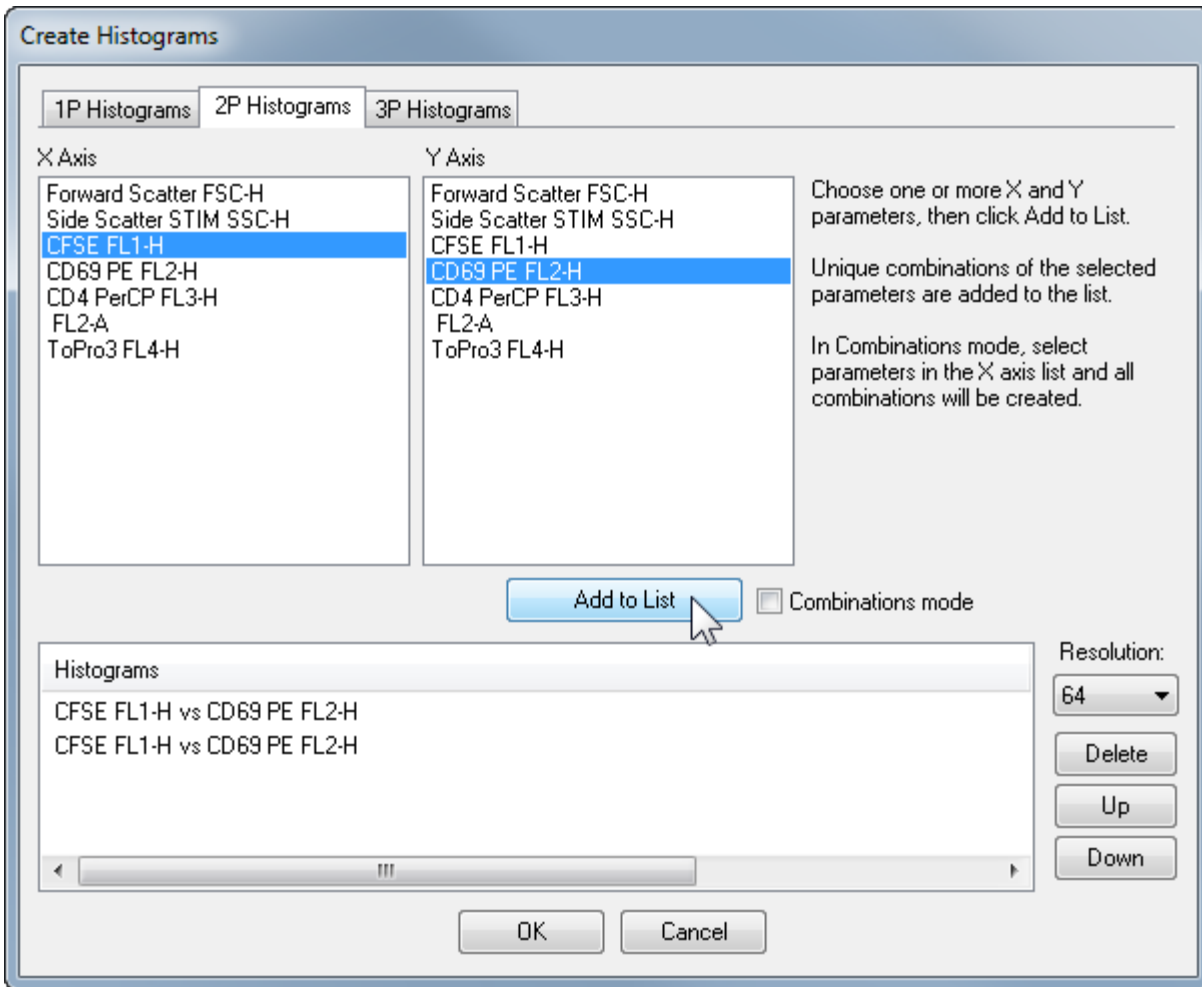 Create Histograms
1P Histograms
2P Histograms
3P Histograms
X Axis
Y Axis
Forward Scatter FSC-H
Side Scatter STIM SSC-H
CFSE FL1-H
CD69 PE FL2-H
CD4 PerCP FL3-H
FL2-A
ToPro3 FL4-H
Forward Scatter FSC-H
Side Scatter STIM SSC-H
CFSE FL1-H
CD69 PE FL2-H
CD4 PerCP FL3-H
FL2-A
ToPro3 FL4-H
Choose one or more X and Y
parameters, then click Add to List.
Unique combinations of the selected
parameters are added to the list.
In Combinations mode, select
parameters in the X axis list and all
combinations will be created.
Add to List
Combinations mode
Histograms
CFSE FL1-H vs CD69 PE FL2-H
CFSE FL1-H vs CD69 PE FL2-H
Resolution:
64
Delete
Up
Down
OK
Cancel